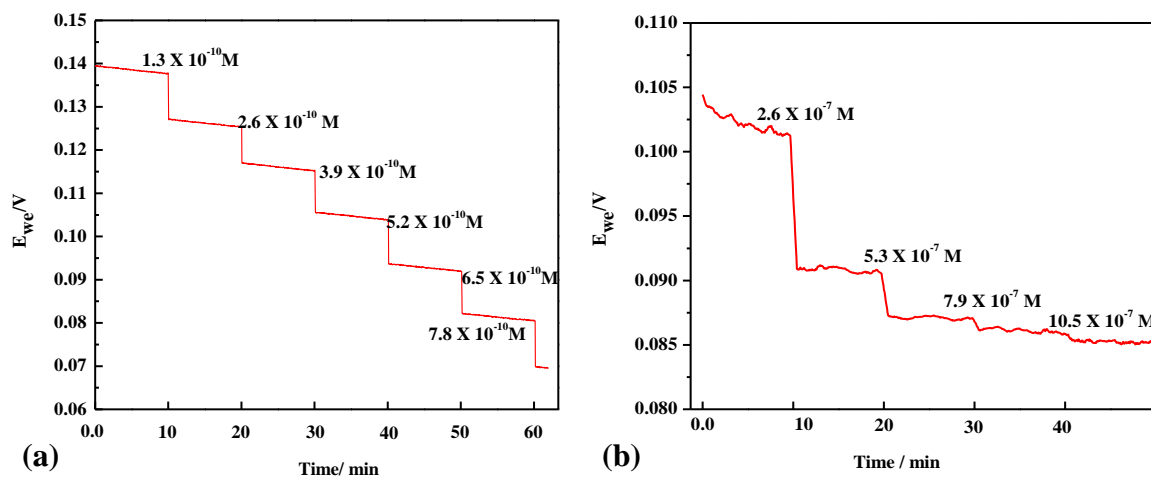 0.15
0.14
0.13
0.12
0.11
0.10
0.09
0.08
0.07
0.06
E_we/V
1.3 X 10^-10 M
2.6 X 10^-10 M
3.9 X 10^-10 M
5.2 X 10^-10 M
6.5 X 10^-10 M
7.8 X 10^-10 M
0.0 10 20 30 40 50 60
Time/ min
(a)
0.110
0.105
0.100
0.095
0.090
0.085
0.080
E_we/V
2.6 X 10^-7 M
5.3 X 10^-7 M
7.9 X 10^-7 M
10.5 X 10^-7 M
0.0 10 20 30 40 50
Time / min
(b)